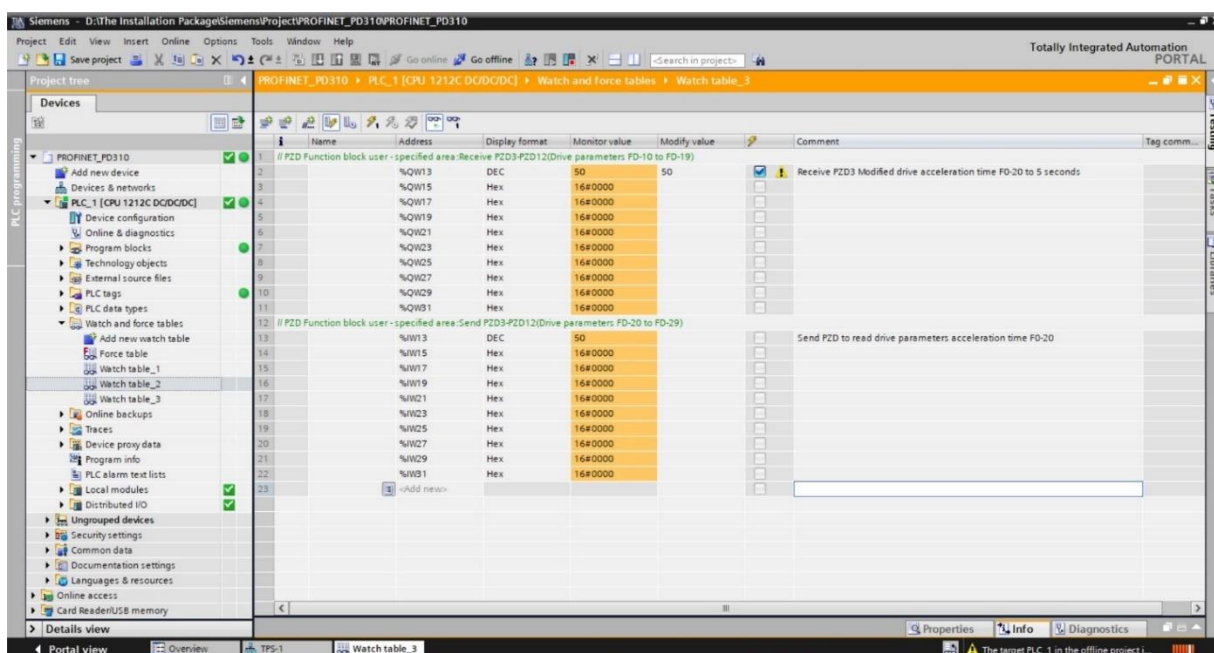 Siemens - D:\The Installation Package\Siemens\Project\PROFINET_PD310\PROFINET_PD310
Project Edit View Insert Online Options Tools Window Help
Totally Integrated Automation
PORTAL
Save project Go online Go offline <Search in project>
Project tree
PROFINET_PD310 PLC_1 [CPU 1212C DC/DC/DC] Watch and force tables Watch table_3
Devices
PLC programming
Testing
Tasks
Libraries
i Name Address Display format Monitor value Modify value Comment Tag comm...
PROFINET_PD310
Add new device
Devices & networks
PLC_1 [CPU 1212C DC/DC/DC]
Device configuration
Online & diagnostics
Program blocks
Technology objects
External source files
PLC tags
PLC data types
Watch and force tables
Add new watch table
Force table
Watch table_1
Watch table_2
Watch table_3
Online backups
Traces
Device proxy data
Program info
PLC alarm text lists
Local modules
Distributed I/O
Ungrouped devices
Security settings
Common data
Documentation settings
Languages & resources
Online access
Card Reader/USB memory
1 // PZD Function block user-specified area:Receive PZD3-PZD12(Drive parameters FD-10 to FD-19)
2 %QW13 DEC 50 50 Receive PZD3 Modified drive acceleration time F0-20 to 5 seconds
3 %QW15 Hex 16#0000
4 %QW17 Hex 16#0000
5 %QW19 Hex 16#0000
6 %QW21 Hex 16#0000
7 %QW23 Hex 16#0000
8 %QW25 Hex 16#0000
9 %QW27 Hex 16#0000
10 %QW29 Hex 16#0000
11 %QW31 Hex 16#0000
12 // PZD Function block user-specified area:Send PZD3-PZD12(Drive parameters FD-20 to FD-29)
13 %IW13 DEC 50 Send PZD to read drive parameters acceleration time F0-20
14 %IW15 Hex 16#0000
15 %IW17 Hex 16#0000
16 %IW19 Hex 16#0000
17 %IW21 Hex 16#0000
18 %IW23 Hex 16#0000
19 %IW25 Hex 16#0000
20 %IW27 Hex 16#0000
21 %IW29 Hex 16#0000
22 %IW31 Hex 16#0000
23 <Add new>
Details view
Properties Info Diagnostics
Portal view Overview TPS-1 Watch table_3 The target PLC_1 in the offline project i...